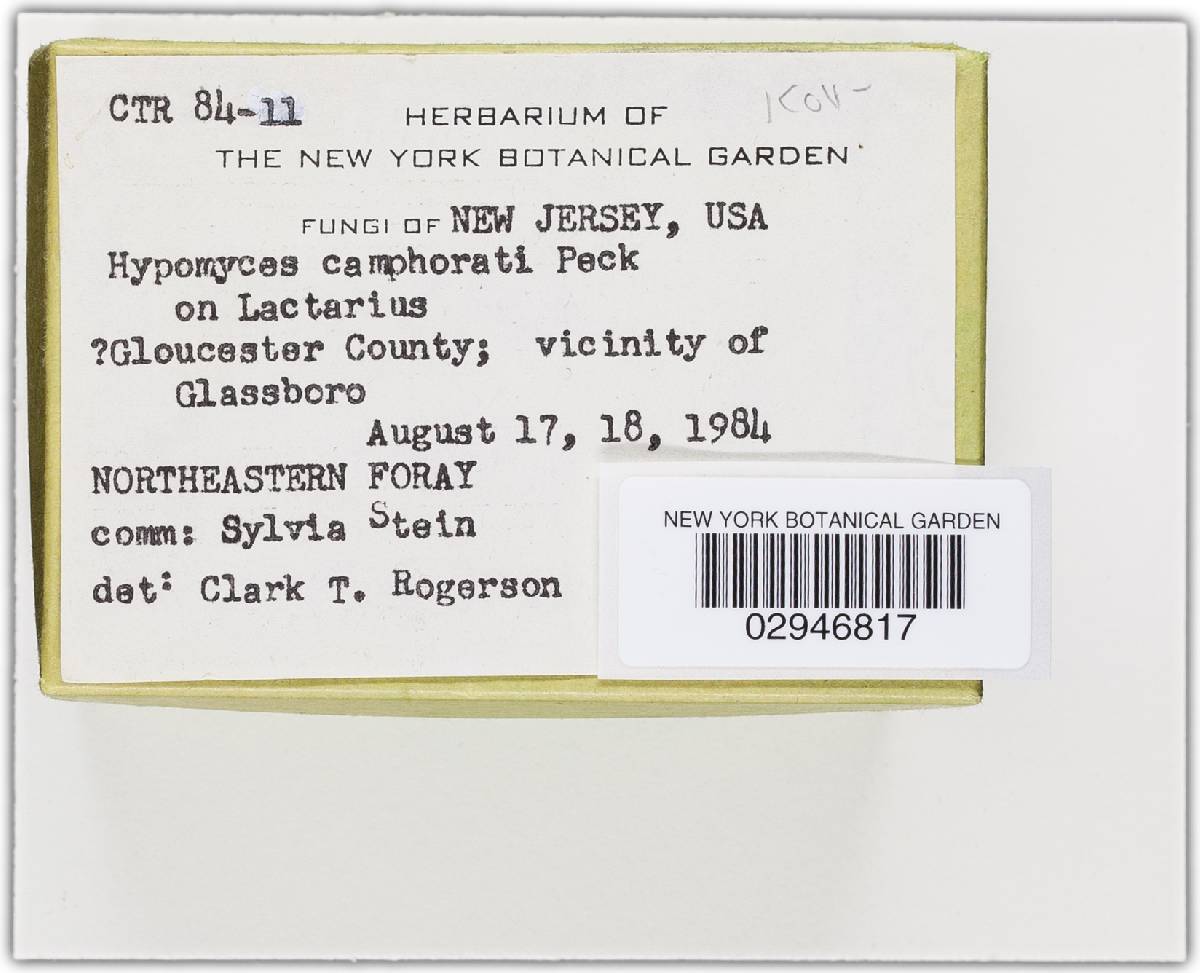 CTR 84-11
HERBARIUM OF
THE NEW YORK BOTANICAL GARDEN
FUNGI OF NEW JERSEY, USA
Hypomyces camphorati Peck
on Lactarius
?Gloucester County; vicinity of
Glassboro
August 17, 18, 1984
NORTHEASTERN FORAY
comm: Sylvia Stein
det: Clark T. Rogerson
NEW YORK BOTANICAL GARDEN
02946817